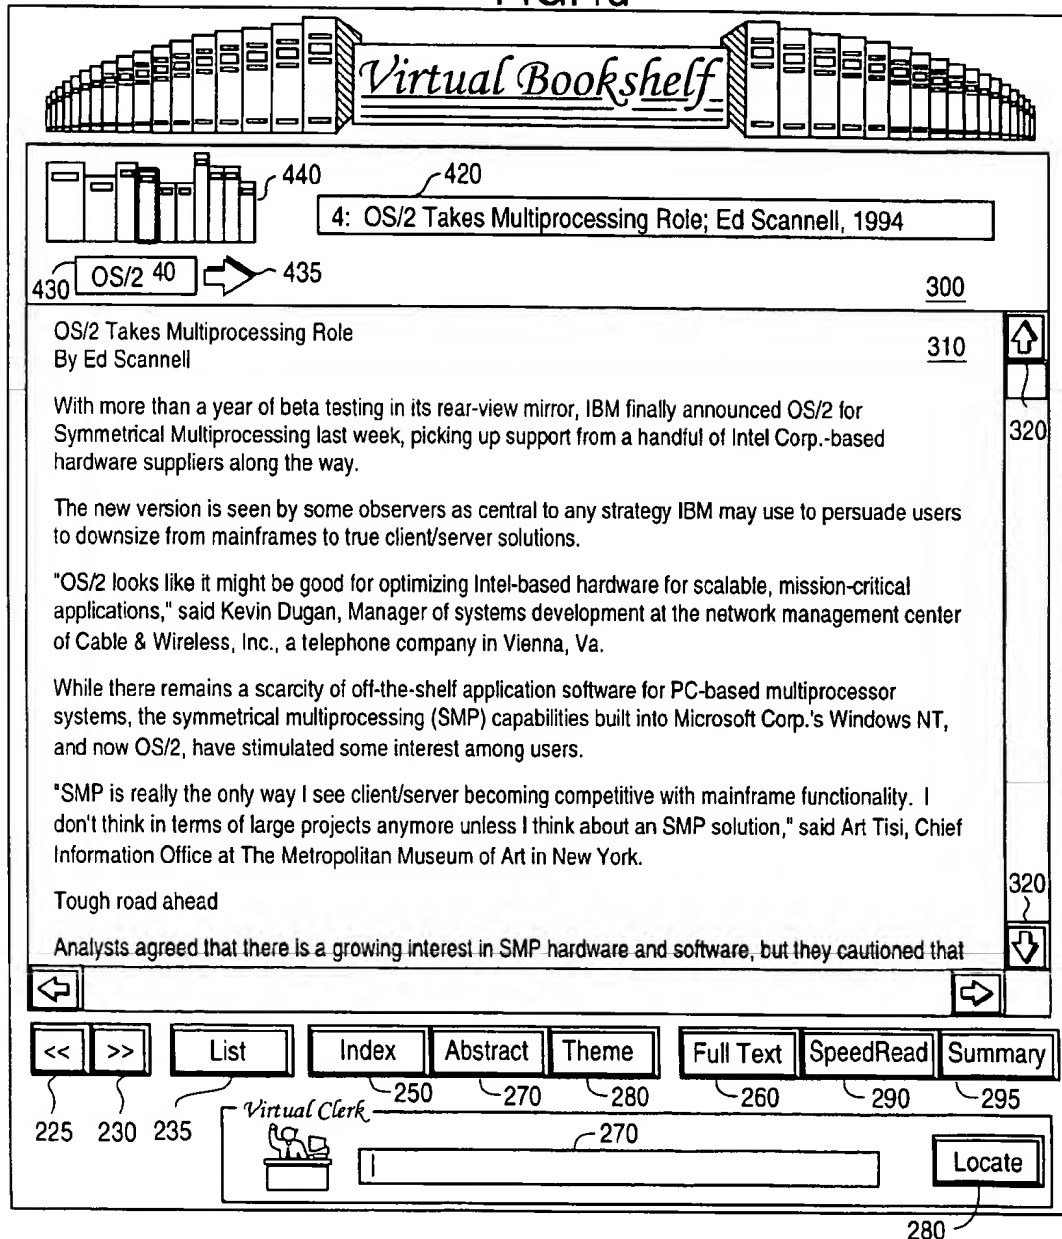 Virtual Bookshelf
440
420
4: OS/2 Takes Multiprocessing Role; Ed Scannell, 1994
430
OS/2 40
435
300
OS/2 Takes Multiprocessing Role
310
By Ed Scannell
With more than a year of beta testing in its rear-view mirror, IBM finally announced OS/2 for
Symmetrical Multiprocessing last week, picking up support from a handful of Intel Corp.-based
hardware suppliers along the way.
320
The new version is seen by some observers as central to any strategy IBM may use to persuade users
to downsize from mainframes to true client/server solutions.
"OS/2 looks like it might be good for optimizing Intel-based hardware for scalable, mission-critical
applications," said Kevin Dugan, Manager of systems development at the network management center
of Cable & Wireless, Inc., a telephone company in Vienna, Va.
While there remains a scarcity of off-the-shelf application software for PC-based multiprocessor
systems, the symmetrical multiprocessing (SMP) capabilities built into Microsoft Corp.'s Windows NT,
and now OS/2, have stimulated some interest among users.
"SMP is really the only way I see client/server becoming competitive with mainframe functionality. I
don't think in terms of large projects anymore unless I think about an SMP solution," said Art Tisi, Chief
Information Office at The Metropolitan Museum of Art in New York.
320
Tough road ahead
Analysts agreed that there is a growing interest in SMP hardware and software, but they cautioned that
<< >> List Index Abstract Theme Full Text SpeedRead Summary
250 270 280 260 290 295
225 230 235
Virtual Clerk
270
Locate
280